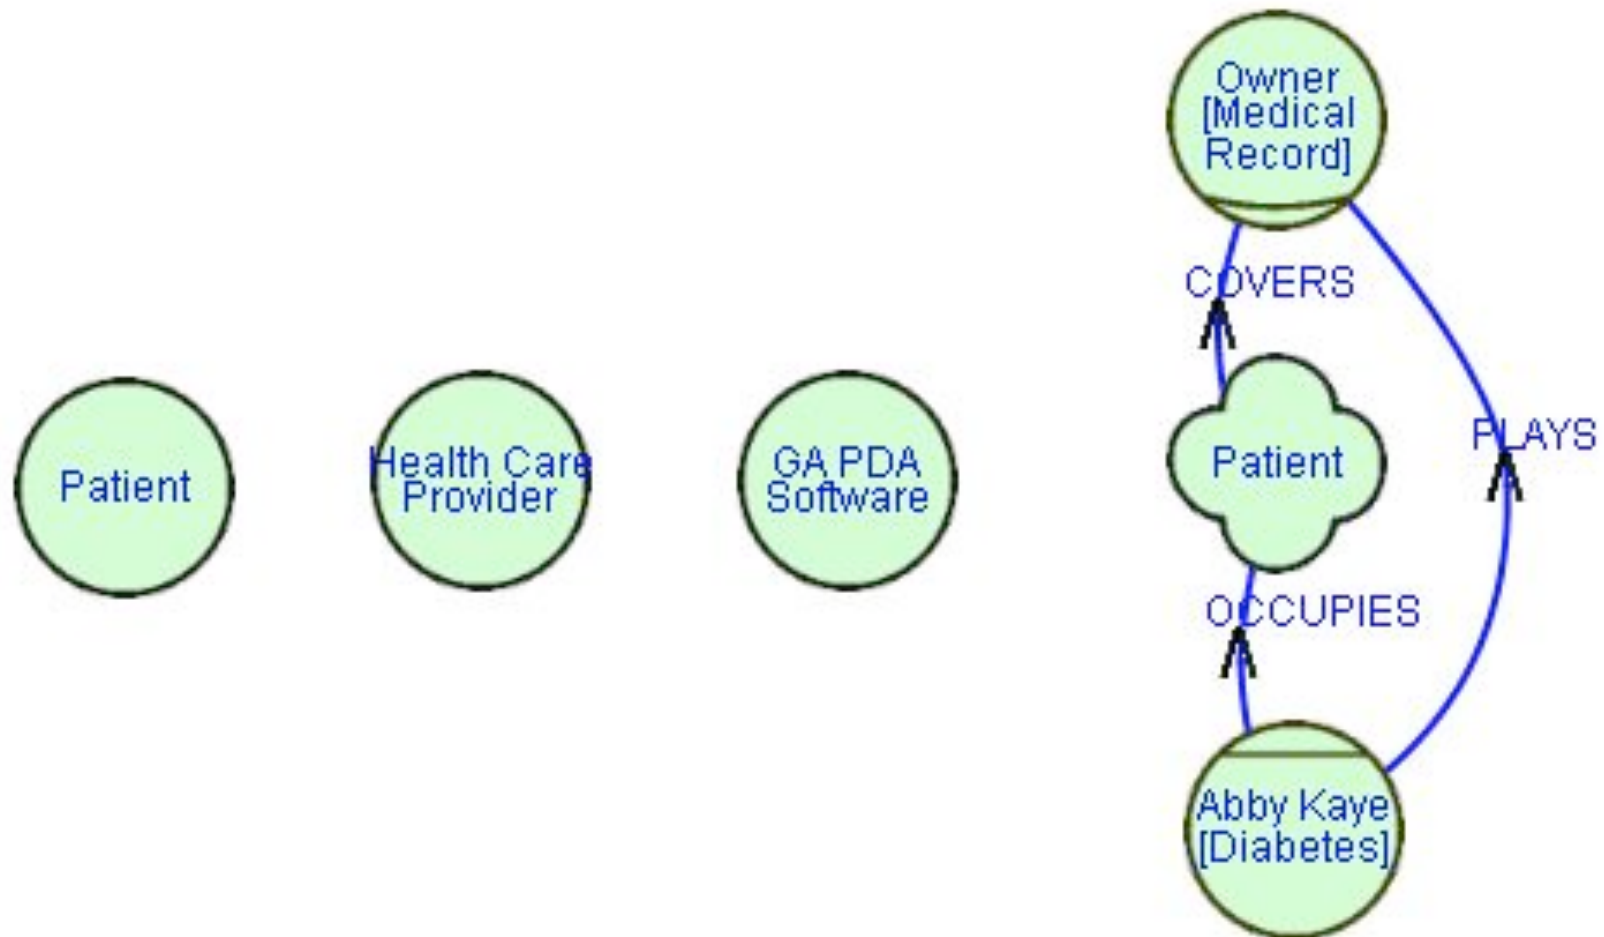 Patient
Health Care
Provider
GA PDA
Software
Owner
[Medical
Record]
COVERS
Patient
PLAYS
OCCUPIES
Abby Kaye
[Diabetes]